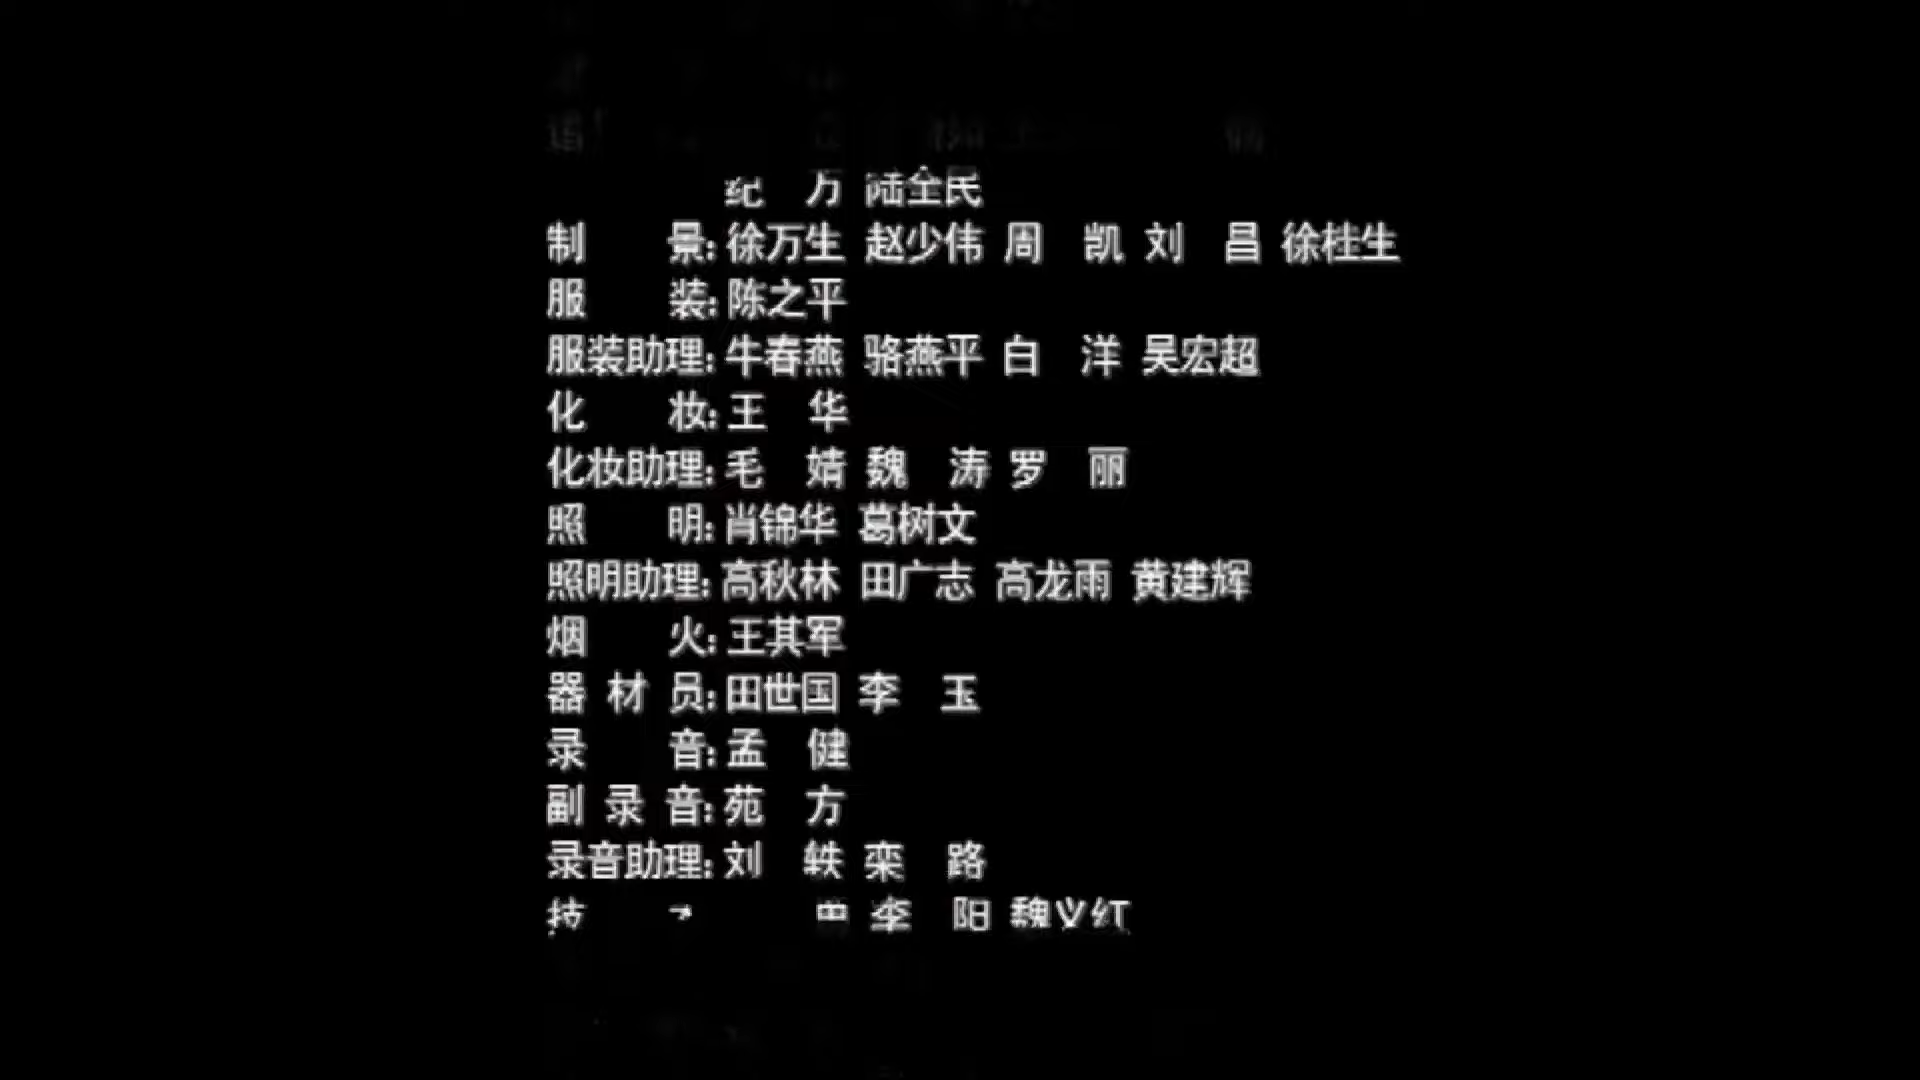 纪 万 陆全民
制 景: 徐万生 赵少伟 周 凯 刘 昌 徐桂生
服 装: 陈之平
服装助理: 牛春燕 骆燕平 白 洋 吴宏超
化 妆: 王 华
化妆助理: 毛 婧 魏 涛 罗 丽
照 明: 肖锦华 葛树文
照明助理: 高秋林 田广志 高龙雨 黄建辉
烟 火: 王其军
器 材 员: 田世国 李 玉
录 音: 孟 健
副 录 音: 苑 方
录音助理: 刘 轶 栾 路
技 李 阳 魏义红